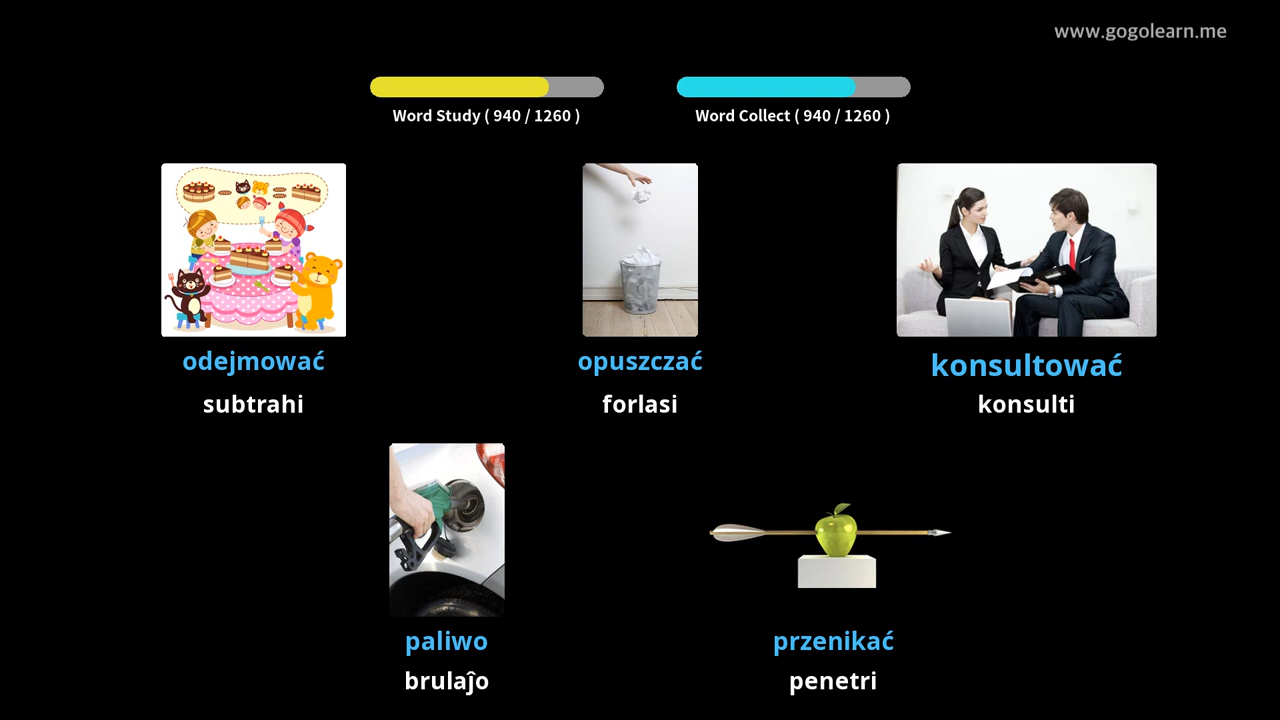 www.gogolearn.me
Word Study ( 940 / 1260 )
Word Collect ( 940 / 1260 )
odejmować
subtrahi
opuszczać
forlasi
konsultować
konsulti
paliwo
brulaĵo
przenikać
penetri